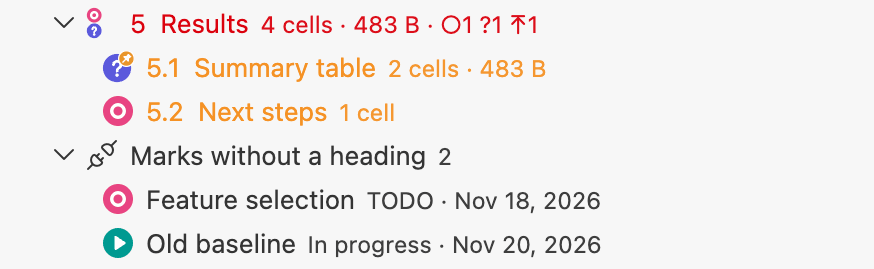 5 Results 4 cells · 483 B · ○1 ?1 ⤒1
5.1 Summary table 2 cells · 483 B
5.2 Next steps 1 cell
Marks without a heading 2
Feature selection TODO · Nov 18, 2026
Old baseline In progress · Nov 20, 2026